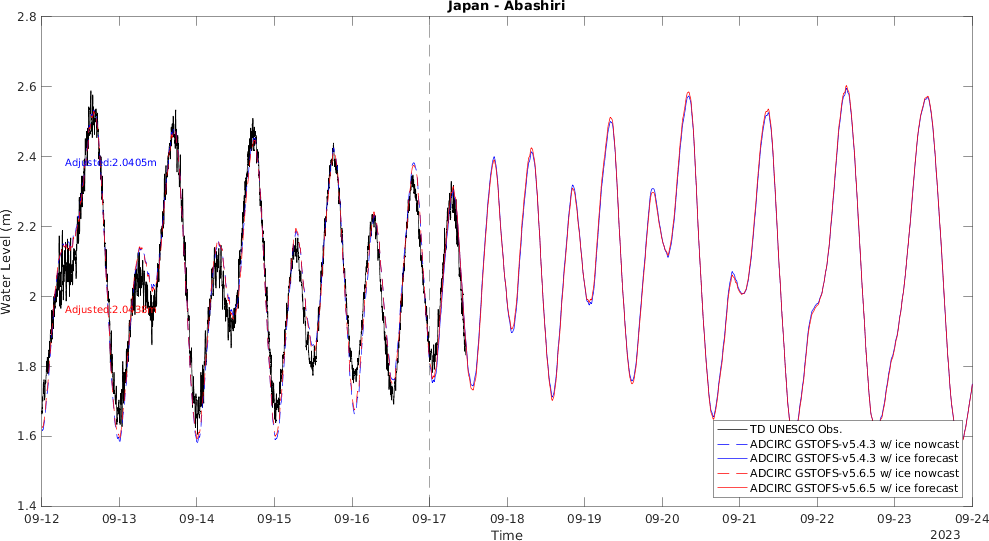 Japan - Abashiri
2.8
2.6
2.4
2.2
2
1.8
1.6
1.4
Water Level (m)
Adjusted:2.0405m
TD UNESCO Obs.
ADCIRC GSTOFS-v5.4.3 w/ ice nowcast
ADCIRC GSTOFS-v5.4.3 w/ ice forecast
ADCIRC GSTOFS-v5.6.5 w/ ice nowcast
ADCIRC GSTOFS-v5.6.5 w/ ice forecast
09-12 09-13 09-14 09-15 09-16 09-17 09-18 09-19 09-20 09-21 09-22 09-23 09-24
Time
2023